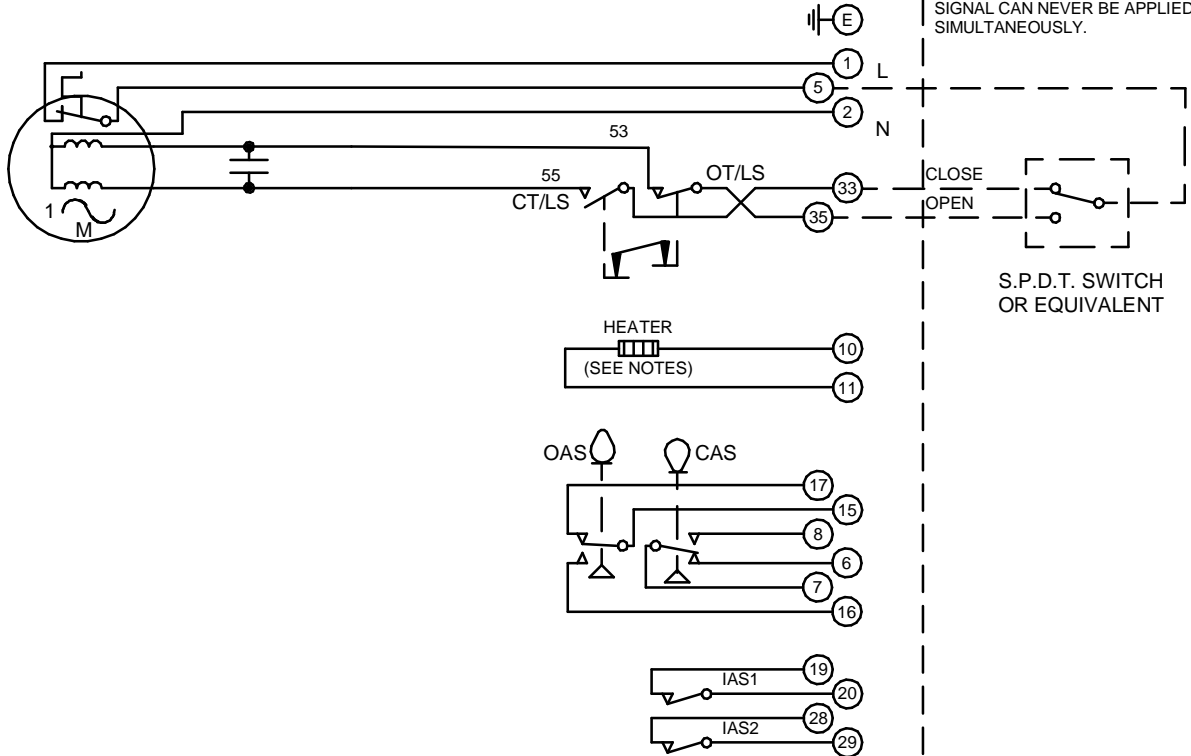 SIGNAL CAN NEVER BE APPLIED
SIMULTANEOUSLY.
E
1
L
5
2
N
53
55
CT/LS
OT/LS
33
35
CLOSE
OPEN
1
M
S.P.D.T. SWITCH
OR EQUIVALENT
HEATER
(SEE NOTES)
10
11
OAS
CAS
17
15
8
6
7
16
19
IAS1
20
28
IAS2
29